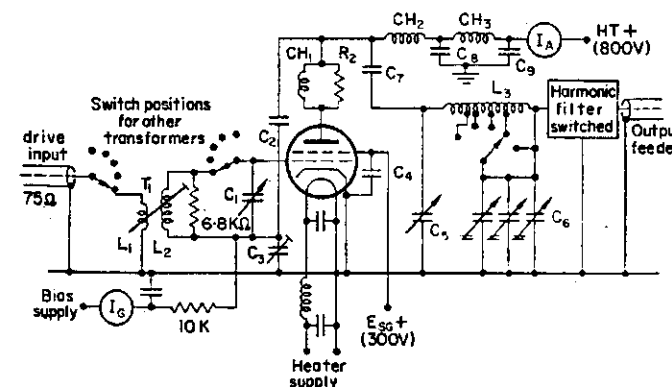 CH₂
CH₃
HT +
(800V)
I_A
CH₁
R₂
C₈
C₉
C₇
L₃
Harmonic
filter
switched
Output
feeder
Switch positions
for other
transformers
C₂
drive
input
75Ω
T₁
C₁
C₄
6·8KΩ
L₁
L₂
C₃
C₅
C₆
Bias
supply
I_G
10K
E_SG+
(300V)
Heater
supply